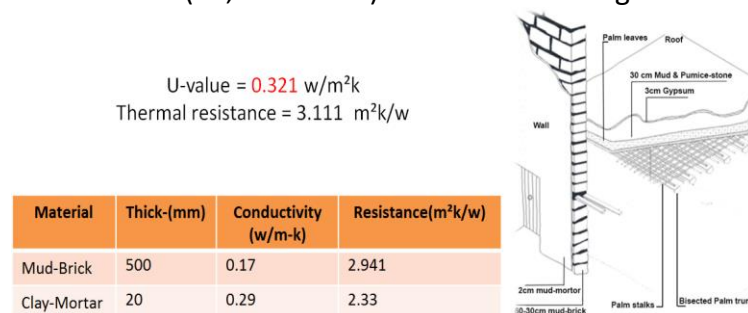 U-value = 0.321 w/m²k
Thermal resistance = 3.111 m²k/w
Material Thick-(mm) Conductivity (w/m-k) Resistance(m²k/w)
Mud-Brick 500 0.17 2.941
Clay-Mortar 20 0.29 2.33
Palm leaves
Roof
30 cm Mud & Pumice-stone
3cm Gypsum
Wall
2cm mud-mortor
mud-brick
Palm stalks
Bisected Palm